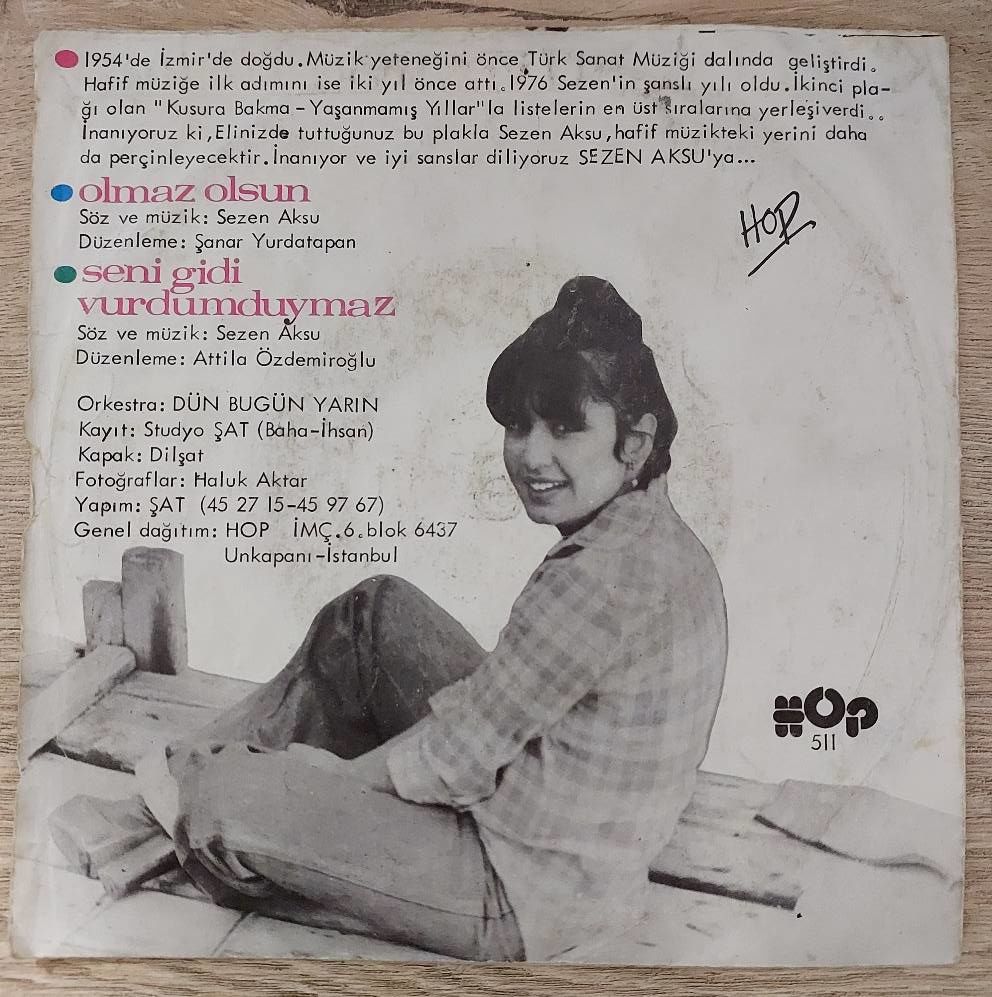 1954'de İzmir'de doğdu.Müzik yeteneğini önce Türk Sanat Müziği dalında geliştirdi.
Hafif müziğe ilk adımını ise iki yıl önce attı.1976 Sezen'in şanslı yılı oldu.İkinci pla-
ğı olan "Kusura Bakma-Yaşanmamış Yıllar"la listelerin en üst sıralarına yerleşiverdi..
İnanıyoruz ki,Elinizde tuttuğunuz bu plakla Sezen Aksu,hafif müzikteki yerini daha
da perçinleyecektir.İnanıyor ve iyi sanslar diliyoruz SEZEN AKSU'ya...
olmaz olsun
Söz ve müzik: Sezen Aksu
Düzenleme: Şanar Yurdatapan
seni gidi
vurdumduymaz
Söz ve müzik: Sezen Aksu
Düzenleme: Attila Özdemiroğlu
Orkestra: DÜN BUGÜN YARIN
Kayıt: Studyo ŞAT (Baha-İhsan)
Kapak: Dilşat
Fotoğraflar: Haluk Aktar
Yapım: ŞAT (45 27 15-45 97 67)
Genel dağıtım: HOP İMÇ.6.blok 6437
Unkapanı-İstanbul
HOP
HOP
511